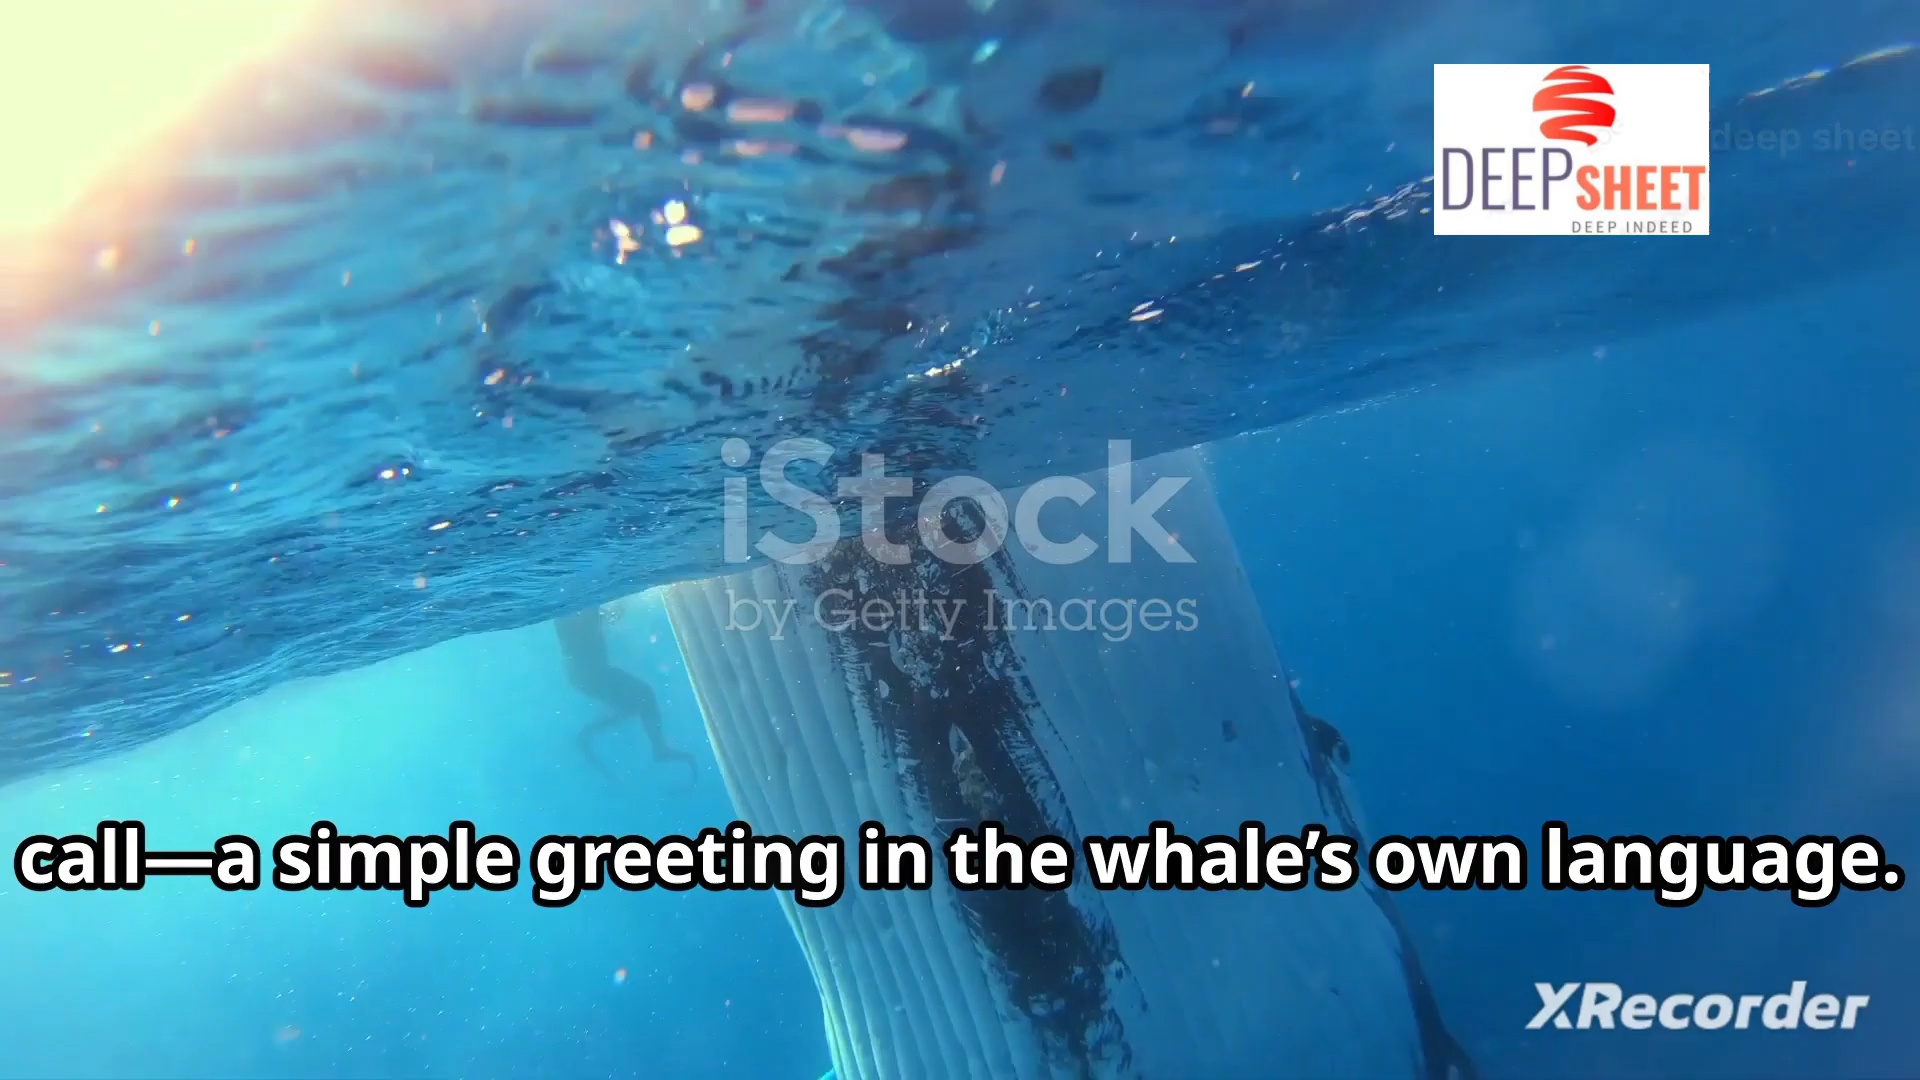 DEEPSHEET
deep sheet
DEEP INDEED
iStock
by Getty Images
call—a simple greeting in the whale’s own language.
XRecorder